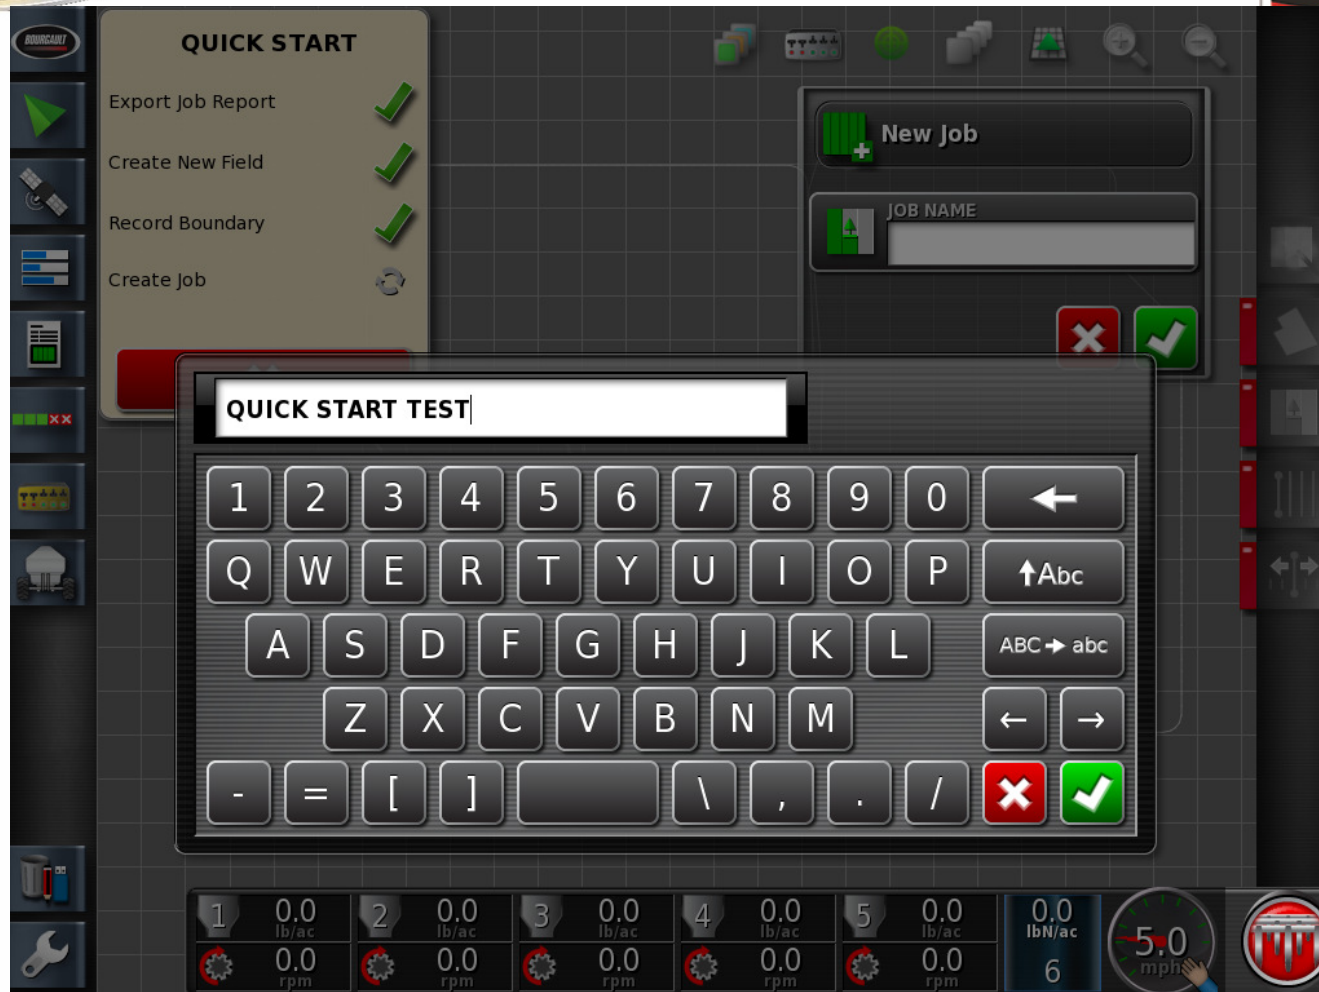 BOURGAULT
QUICK START
Export Job Report
Create New Field
Record Boundary
Create Job
New Job
JOB NAME
QUICK START TEST
1 2 3 4 5 6 7 8 9 0
Q W E R T Y U I O P Abc
A S D F G H J K L ABC abc
Z X C V B N M
- = [ ] \ , . /
1 0.0 lb/ac 2 0.0 lb/ac 3 0.0 lb/ac 4 0.0 lb/ac 5 0.0 lb/ac 0.0 lbN/ac
0.0 rpm 0.0 rpm 0.0 rpm 0.0 rpm 0.0 rpm 6
5.0
mph